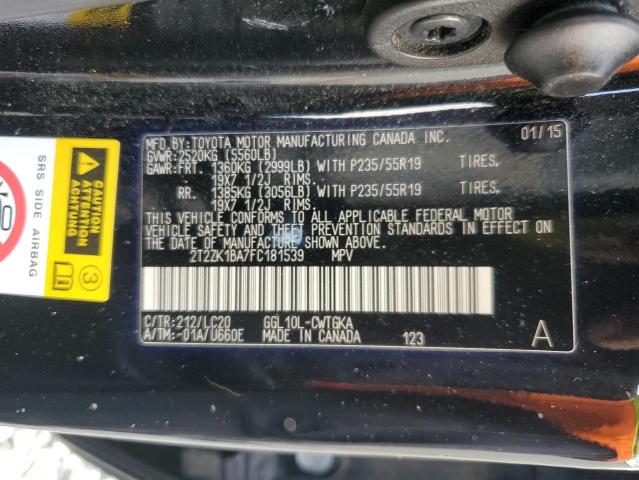 MFD.BY:TOYOTA MOTOR MANUFACTURING CANADA INC. 01/15
GVWR:2520KG (5560LB)
GAWR:FRT. 1360KG (2999LB) WITH P235/55R19 TIRES,
19X7 1/2J RIMS
RR. 1385KG (3056LB) WITH P235/55R19 TIRES,
19X7 1/2J RIMS
THIS VEHICLE CONFORMS TO ALL APPLICABLE FEDERAL MOTOR
VEHICLE SAFETY AND THEFT PREVENTION STANDARDS IN EFFECT ON
THE DATE OF MANUFACTURE SHOWN ABOVE.
2T2ZK1BA7FC181539 MPV
C/TR:212/LC20 GGL10L-CWTGKA
A/TM:-01A/U660E MADE IN CANADA 123 A
SRS SIDE AIRBAG
CAUTION
ATTENTION
ACHTUNG
3